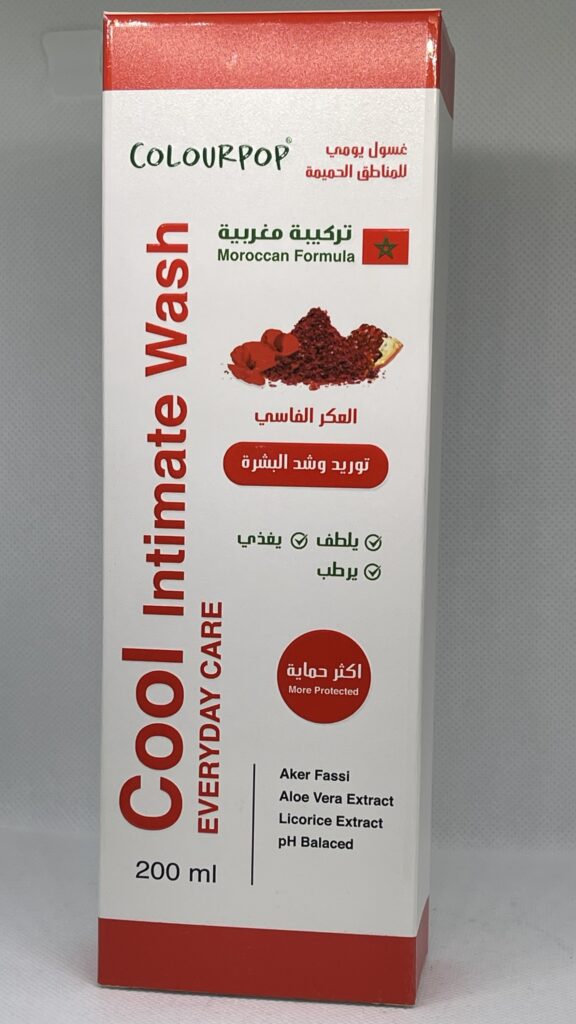 COLOURPOP®
غسول يومي
للمناطق الحميمة
تركيبة مغربية
Moroccan Formula
Cool Intimate Wash
EVERYDAY CARE
العكر الفاسي
توريد وشد البشرة
يلطف يغذي
يرطب
اكثر حماية
More Protected
Aker Fassi
Aloe Vera Extract
Licorice Extract
pH Balaced
200 ml